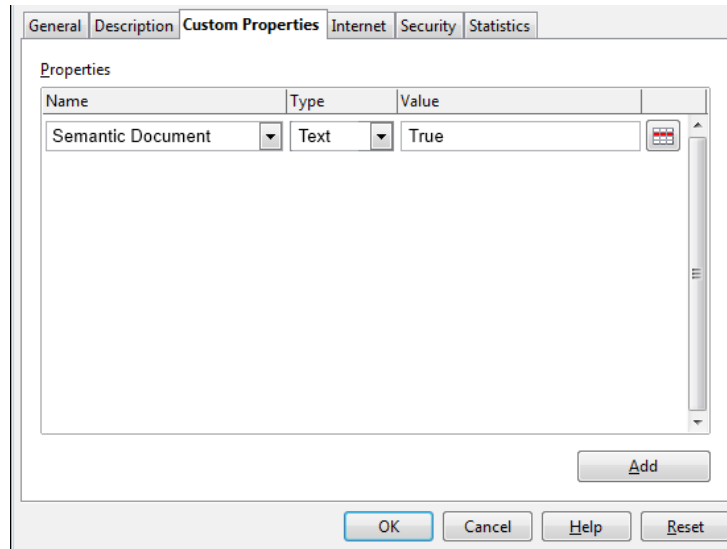 General Description Custom Properties Internet Security Statistics
Properties
Name Type Value
Semantic Document Text True
Add
OK Cancel Help Reset